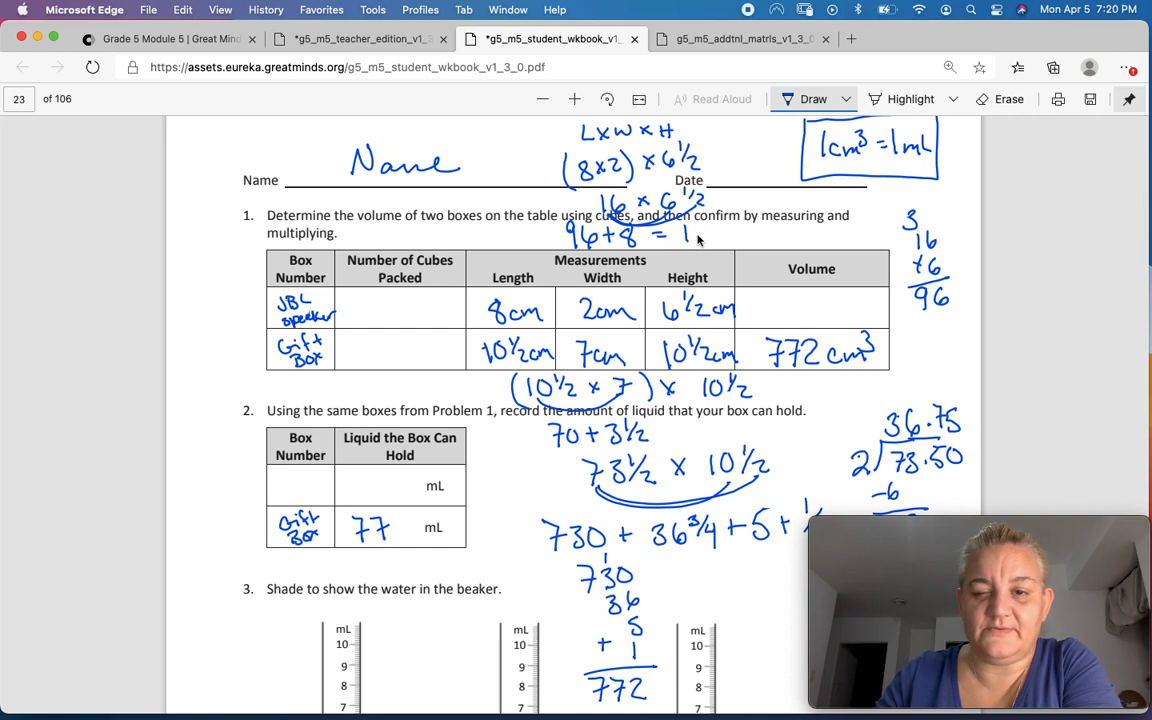 Microsoft Edge File Edit View History Favorites Tools Profiles Tab Window Help Mon Apr 5 7:20 PM
Grade 5 Module 5 | Great Mind
*g5_m5_teacher_edition_v1_3
*g5_m5_student_wkbook_v1_
g5_m5_addtnl_matrls_v1_3_0
https://assets.eureka.greatminds.org/g5_m5_student_wkbook_v1_3_0.pdf
23 of 106 Read Aloud Draw Highlight Erase
L x W x H
1cm³ = 1mL
(8x2) x 6 1/2
Name Name Date
16 x 6 1/2
1. Determine the volume of two boxes on the table using cubes, and then confirm by measuring and
multiplying.
96+8 = 1
3
16
x6
96
Box Number Number of Cubes Packed Measurements Length Width Height Volume
JBL Speaker 8cm 2cm 6 1/2 cm
Gift Box 10 1/2 cm 7cm 10 1/2 cm 772 cm³
(10 1/2 x 7) x 10 1/2
2. Using the same boxes from Problem 1, record the amount of liquid that your box can hold.
Box Number Liquid the Box Can Hold
mL
Gift Box 77 mL
70+3 1/2
73 1/2 x 10 1/2
36.75
2 73.50
-6
730 + 36 3/4 + 5 +
1
730
36
5
+ 1
772
3. Shade to show the water in the beaker.
mL mL mL
10 10 10
9 9 9
8 8 8
7 7 7